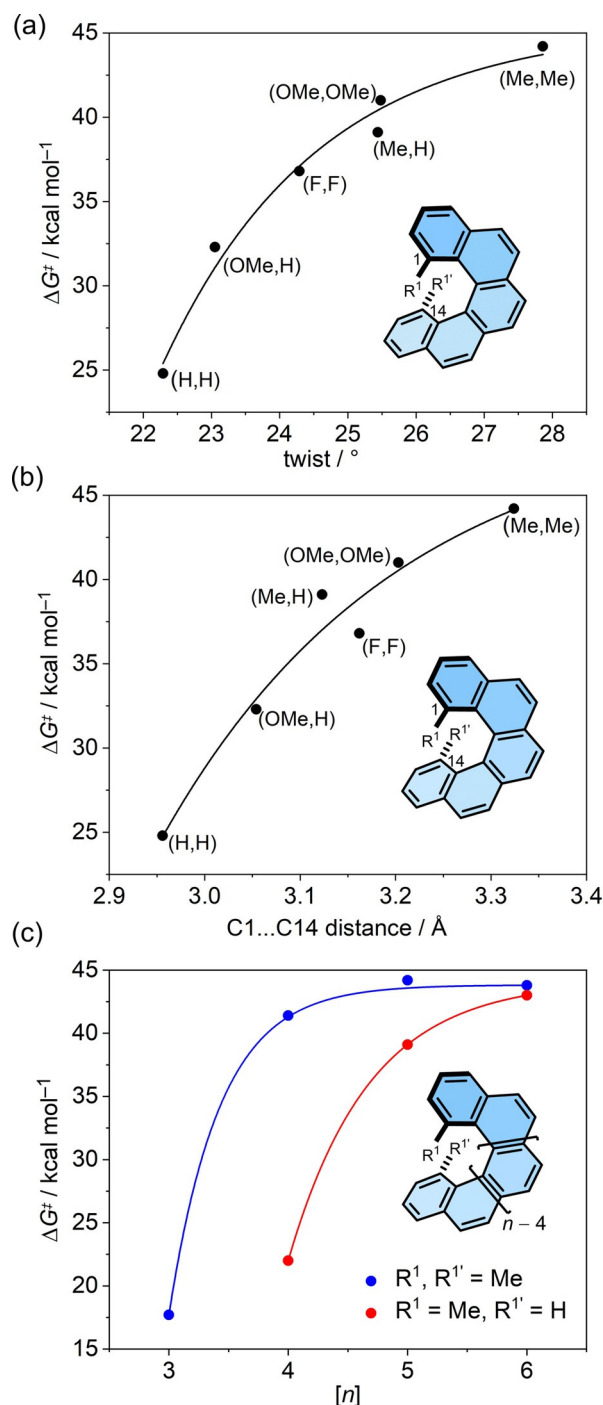 (a)
ΔG‡ / kcal mol⁻¹
45
40
35
30
25
(OMe,OMe)
(Me,Me)
(Me,H)
(F,F)
(OMe,H)
(H,H)
1
R¹
R¹'
14
22 23 24 25 26 27 28
twist / °
(b)
ΔG‡ / kcal mol⁻¹
45
40
35
30
25
(Me,Me)
(OMe,OMe)
(Me,H)
(F,F)
(OMe,H)
(H,H)
1
R¹
R¹'
14
2.9 3.0 3.1 3.2 3.3 3.4
C1...C14 distance / Å
(c)
ΔG‡ / kcal mol⁻¹
50
45
40
35
30
25
20
15
R¹
R¹'
n – 4
R¹, R¹' = Me
R¹ = Me, R¹' = H
3 4 5 6
[n]